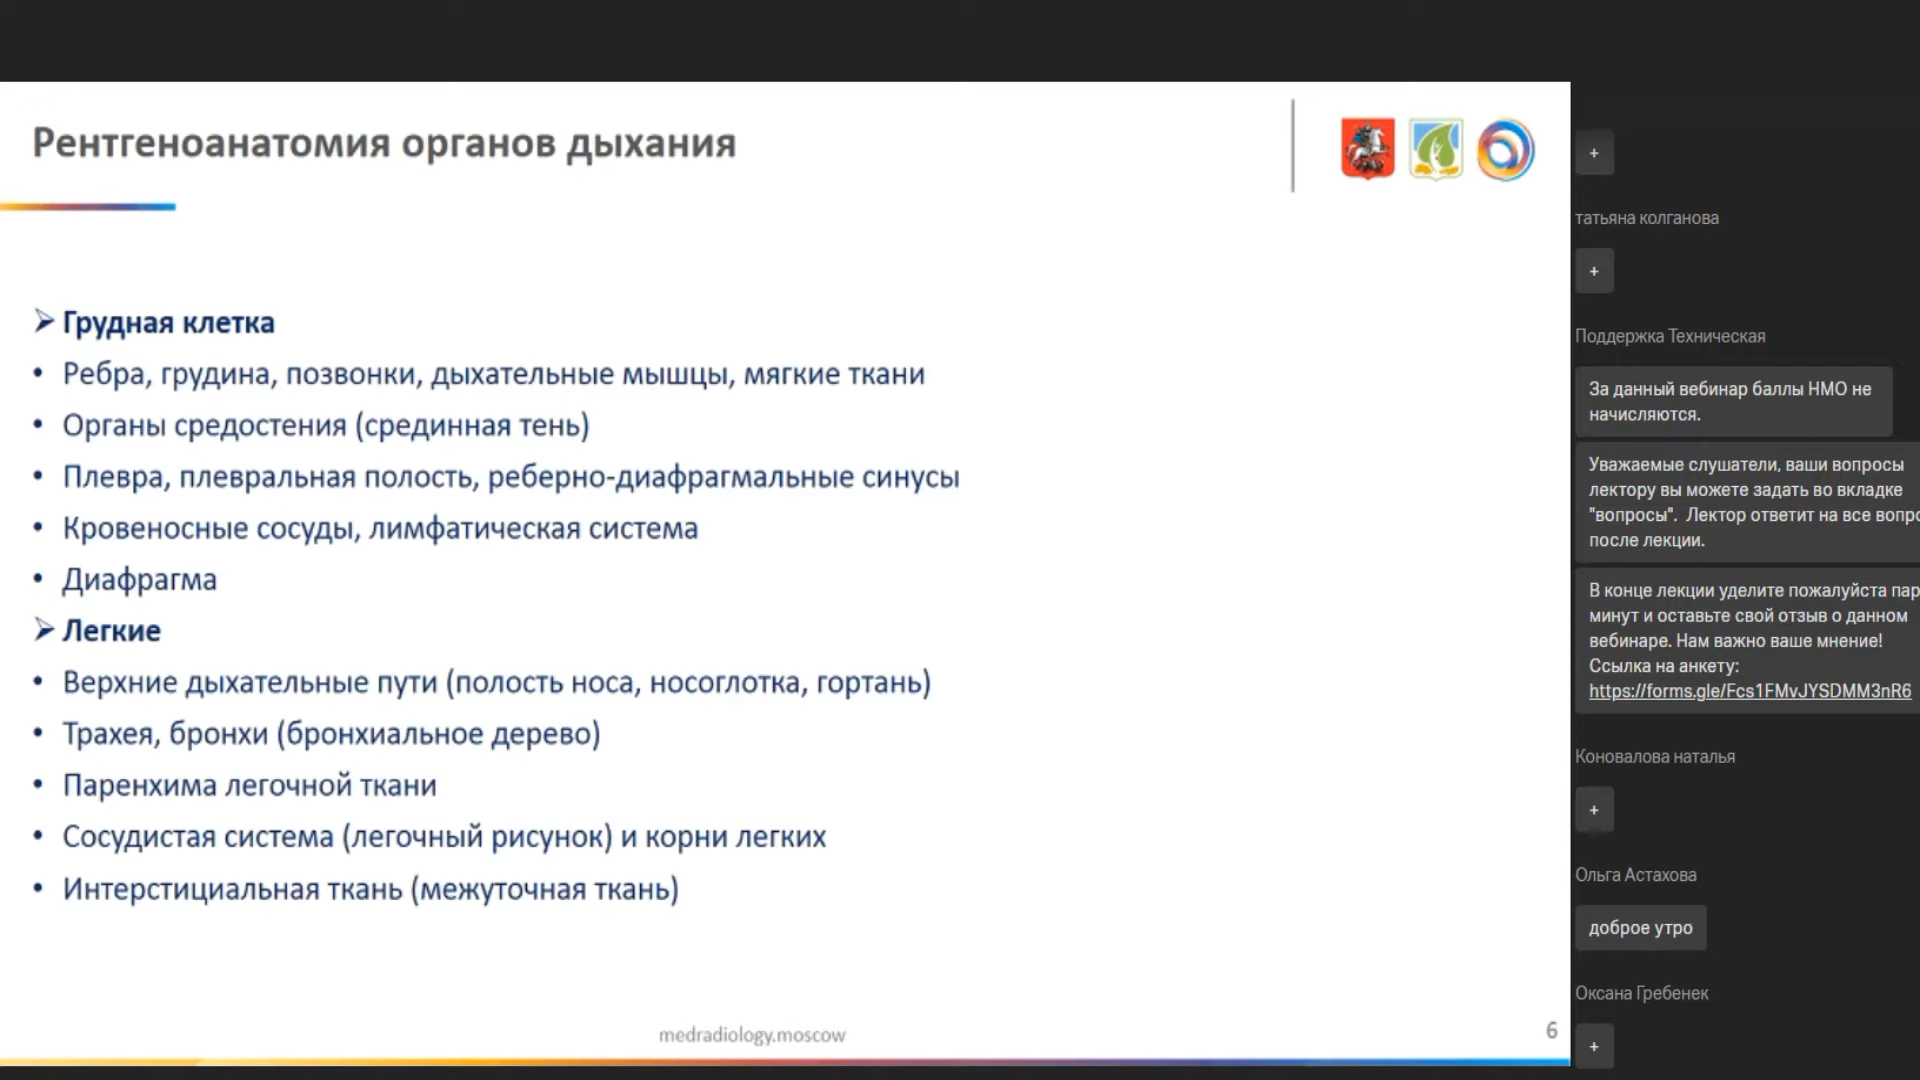 Рентгеноанатомия органов дыхания
➢ Грудная клетка
• Ребра, грудина, позвонки, дыхательные мышцы, мягкие ткани
• Органы средостения (срединная тень)
• Плевра, плевральная полость, реберно-диафрагмальные синусы
• Кровеносные сосуды, лимфатическая система
• Диафрагма
➢ Легкие
• Верхние дыхательные пути (полость носа, носоглотка, гортань)
• Трахея, бронхи (бронхиальное дерево)
• Паренхима легочной ткани
• Сосудистая система (легочный рисунок) и корни легких
• Интерстициальная ткань (межуточная ткань)
medradiology.moscow
6
+
татьяна колганова
+
Поддержка Техническая
За данный вебинар баллы НМО не
начисляются.
Уважаемые слушатели, ваши вопросы
лектору вы можете задать во вкладке
"вопросы". Лектор ответит на все вопро
после лекции.
В конце лекции уделите пожалуйста пар
минут и оставьте свой отзыв о данном
вебинаре. Нам важно ваше мнение!
Ссылка на анкету:
https://forms.gle/Fcs1FMvJYSDMM3nR6
Коновалова наталья
+
Ольга Астахова
доброе утро
Оксана Гребенек
+